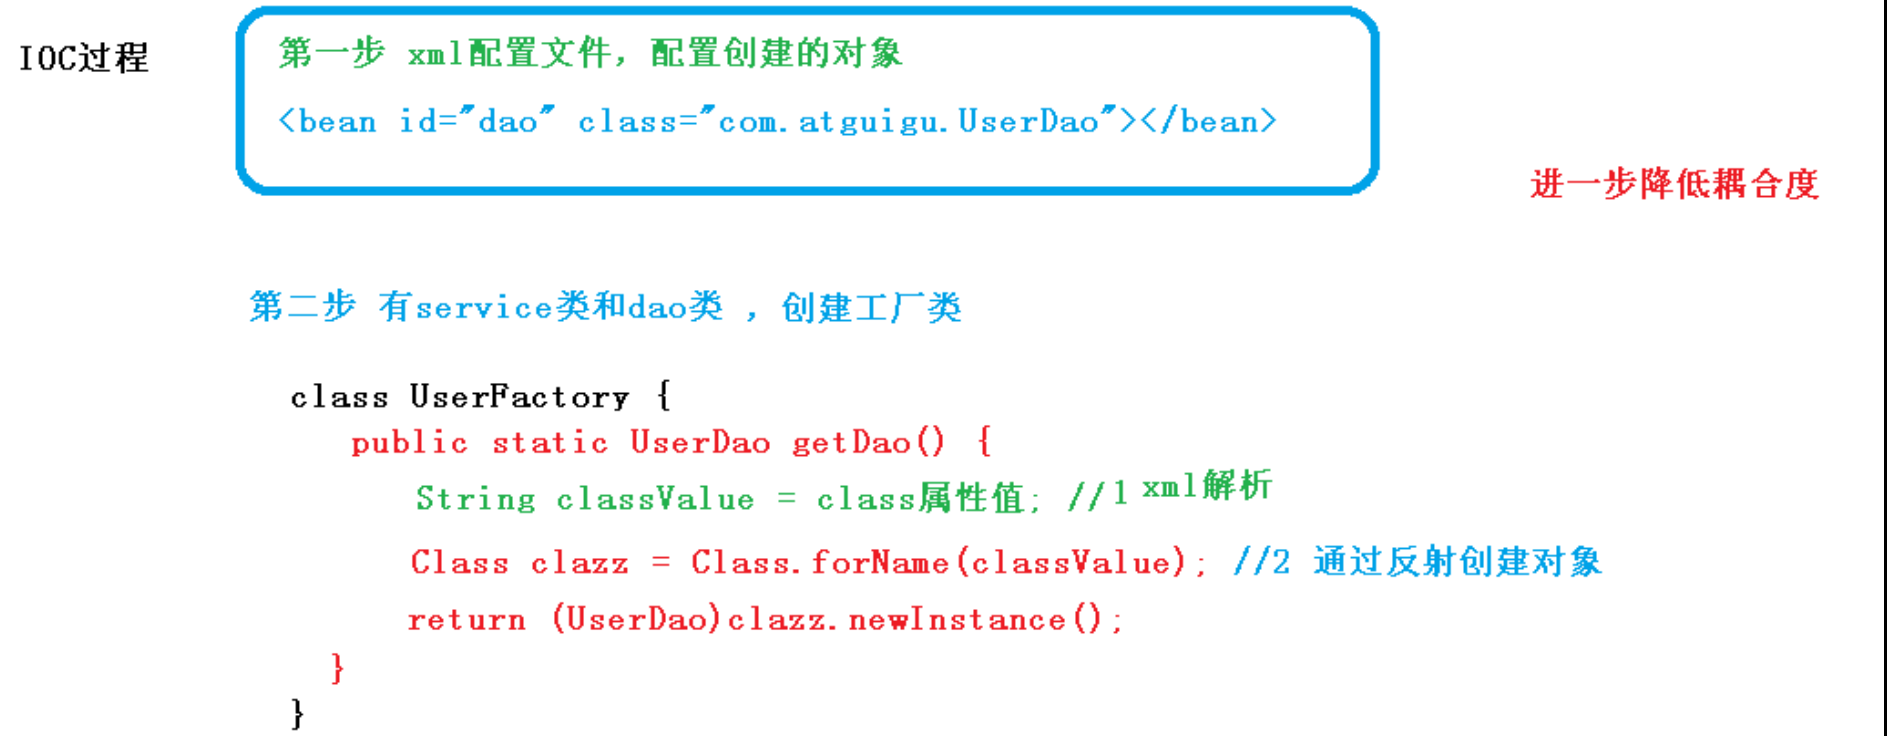 IOC过程
第一步 xml配置文件，配置创建的对象
<bean id="dao" class="com.atguigu.UserDao"></bean>
进一步降低耦合度
第二步 有service类和dao类 ，创建工厂类
class UserFactory {
public static UserDao getDao() {
String classValue = class属性值; //1 xml解析
Class clazz = Class.forName(classValue); //2 通过反射创建对象
return (UserDao)clazz.newInstance();
}
}